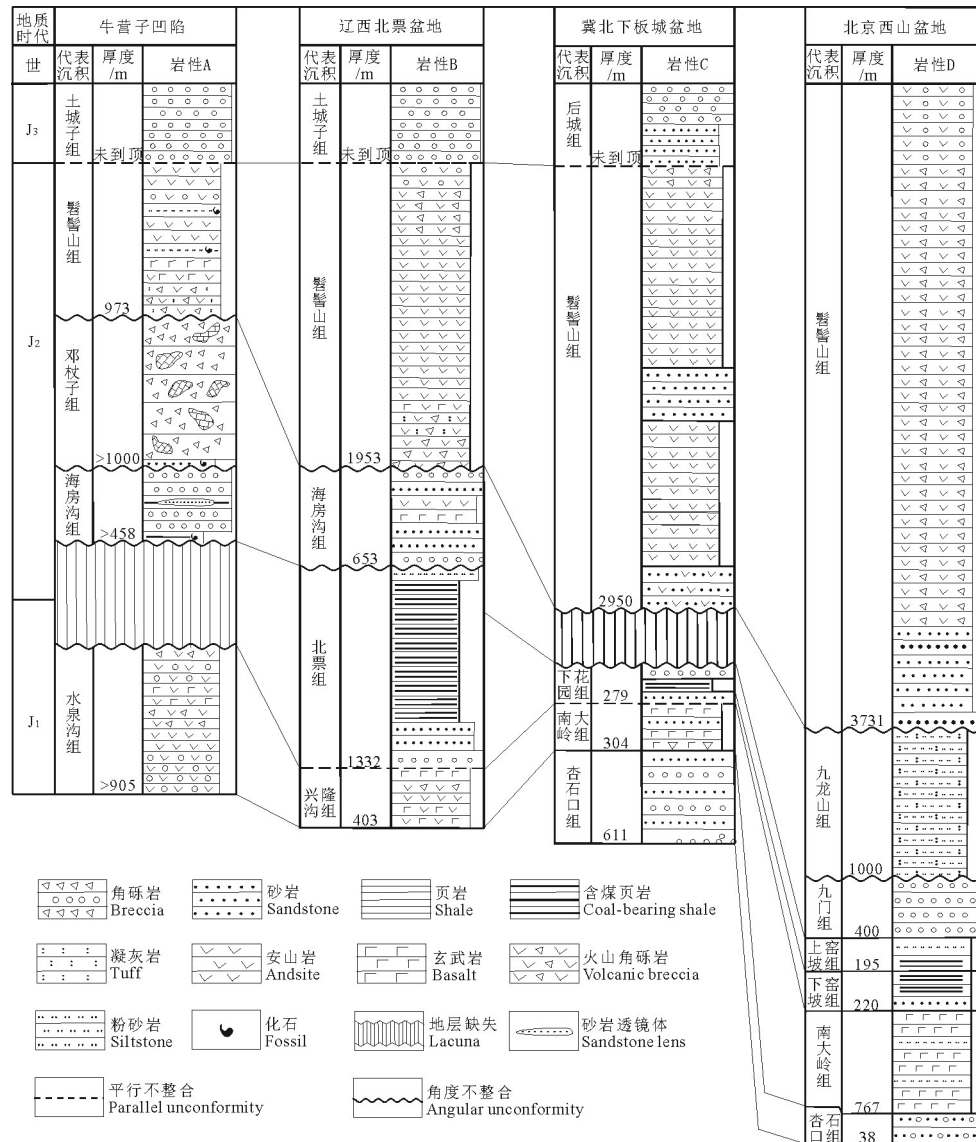 地质
时代
牛营子凹陷
辽西北票盆地
冀北下板城盆地
北京西山盆地
世
代表
沉积
厚度
/m
岩性A
代表
沉积
厚度
/m
岩性B
代表
沉积
厚度
/m
岩性C
代表
沉积
厚度
/m
岩性D
J3
J2
J1
土城子组
未到顶
髫髻山组
973
邓杖子组
>1000
海房沟组
>458
水泉沟组
>905
土城子组
未到顶
髫髻山组
1953
海房沟组
653
北票组
1332
兴隆
沟组
403
后城组
未到顶
髫髻山组
2950
下花
园组
279
南大
岭组
304
杏石口组
611
髫髻山组
3731
九龙山组
1000
九门组
400
上窑
坡组
195
下窑
坡组
220
南大岭组
767
杏石
口组
38
角砾岩
Breccia
砂岩
Sandstone
页岩
Shale
含煤页岩
Coal-bearing shale
凝灰岩
Tuff
安山岩
Andsite
玄武岩
Basalt
火山角砾岩
Volcanic breccia
粉砂岩
Siltstone
化石
Fossil
地层缺失
Lacuna
砂岩透镜体
Sandstone lens
平行不整合
Parallel unconformity
角度不整合
Angular unconformity